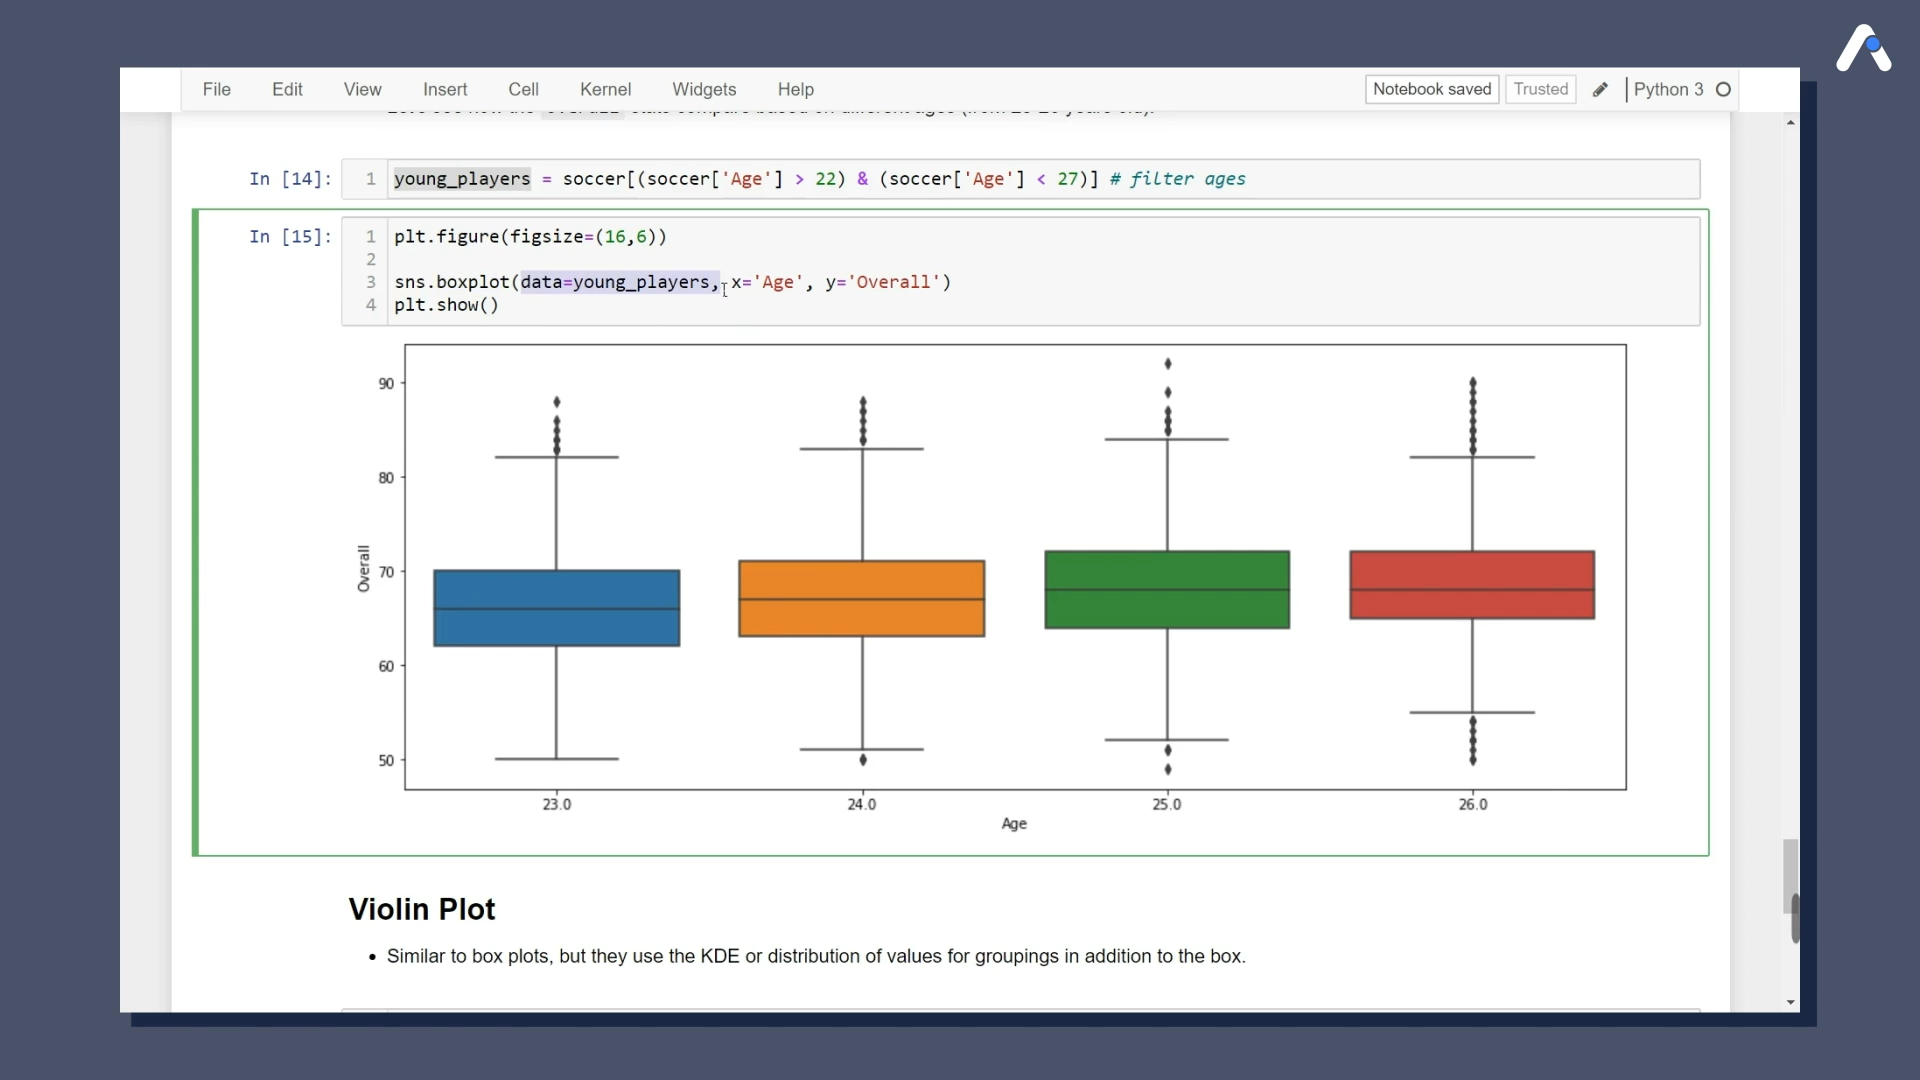 File Edit View Insert Cell Kernel Widgets Help Notebook saved Trusted Python 3
In [14]: 1 young_players = soccer[(soccer['Age'] > 22) & (soccer['Age'] < 27)] # filter ages
In [15]: 1 plt.figure(figsize=(16,6))
2
3 sns.boxplot(data=young_players, x='Age', y='Overall')
4 plt.show()
90
80
70
60
50
Overall
23.0 24.0 25.0 26.0
Age
Violin Plot
• Similar to box plots, but they use the KDE or distribution of values for groupings in addition to the box.